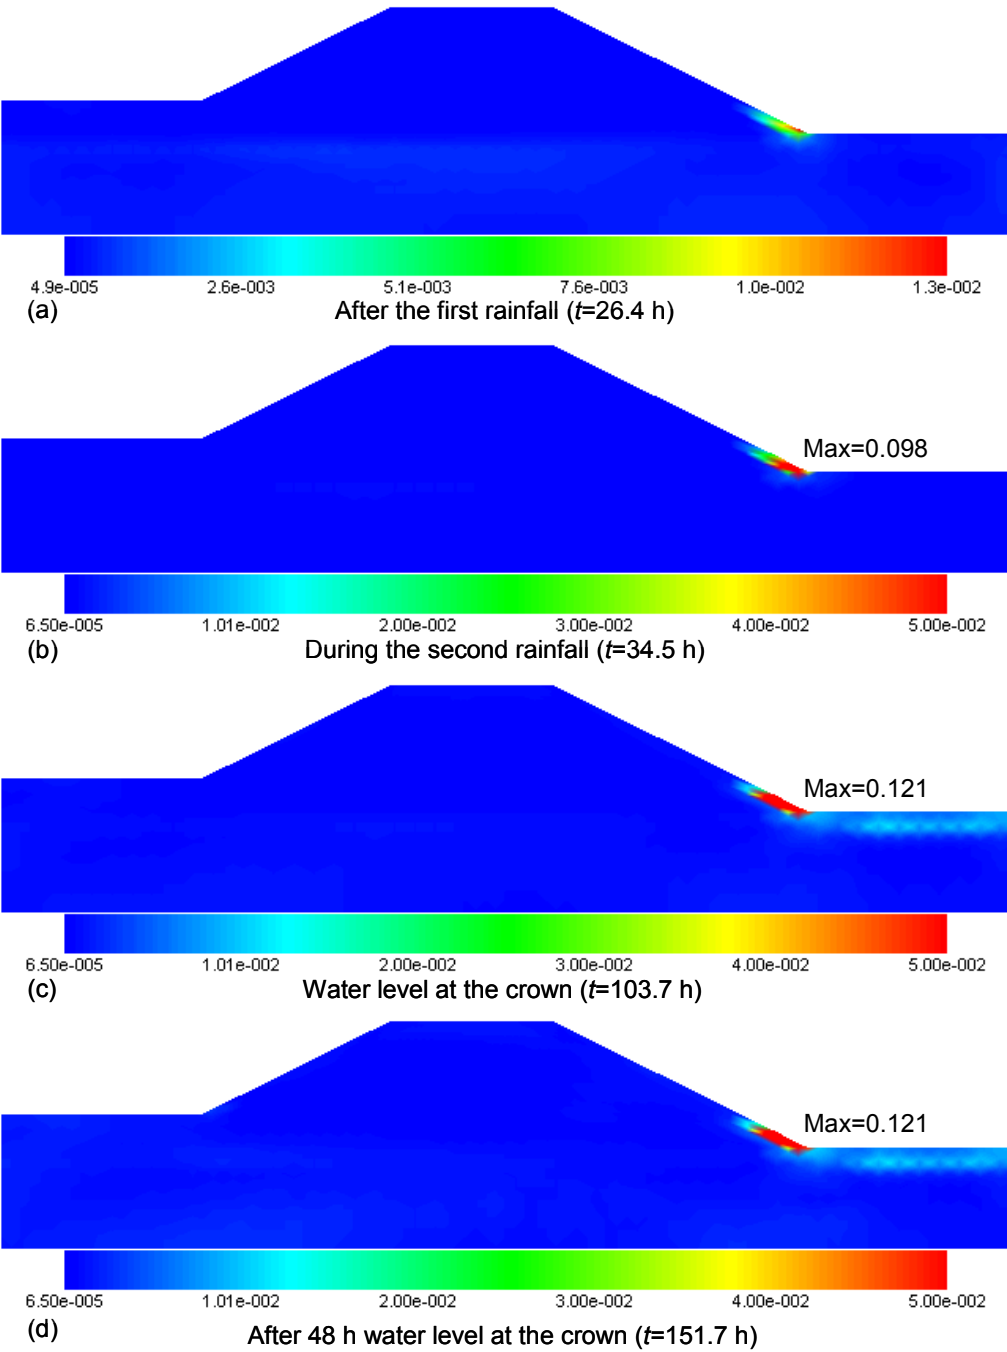 4.9e-005 2.6e-003 5.1e-003 7.6e-003 1.0e-002 1.3e-002
(a) After the first rainfall (t=26.4 h)
Max=0.098
6.50e-005 1.01e-002 2.00e-002 3.00e-002 4.00e-002 5.00e-002
(b) During the second rainfall (t=34.5 h)
Max=0.121
6.50e-005 1.01e-002 2.00e-002 3.00e-002 4.00e-002 5.00e-002
(c) Water level at the crown (t=103.7 h)
Max=0.121
6.50e-005 1.01e-002 2.00e-002 3.00e-002 4.00e-002 5.00e-002
(d) After 48 h water level at the crown (t=151.7 h)